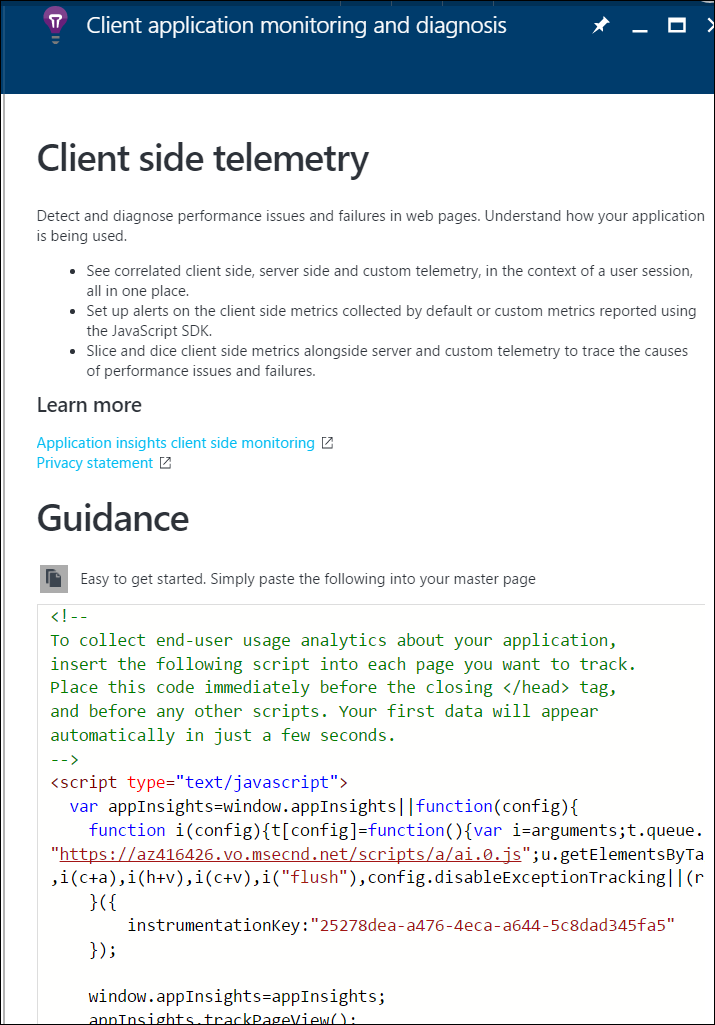 Client application monitoring and diagnosis
Client side telemetry
Detect and diagnose performance issues and failures in web pages. Understand how your application
is being used.
See correlated client side, server side and custom telemetry, in the context of a user session,
all in one place.
Set up alerts on the client side metrics collected by default or custom metrics reported using
the JavaScript SDK.
Slice and dice client side metrics alongside server and custom telemetry to trace the causes
of performance issues and failures.
Learn more
Application insights client side monitoring
Privacy statement
Guidance
Easy to get started. Simply paste the following into your master page
<!--
To collect end-user usage analytics about your application,
insert the following script into each page you want to track.
Place this code immediately before the closing </head> tag,
and before any other scripts. Your first data will appear
automatically in just a few seconds.
-->
<script type="text/javascript">
var appInsights=window.appInsights||function(config){
function i(config){t[config]=function(){var i=arguments;t.queue.
"https://az416426.vo.msecnd.net/scripts/a/ai.0.js";u.getElementsByTa
,i(c+a),i(h+v),i(c+v),i("flush"),config.disableExceptionTracking||(r
}({
instrumentationKey:"25278dea-a476-4eca-a644-5c8dad345fa5"
});
window.appInsights=appInsights;
appInsights.trackPageView();